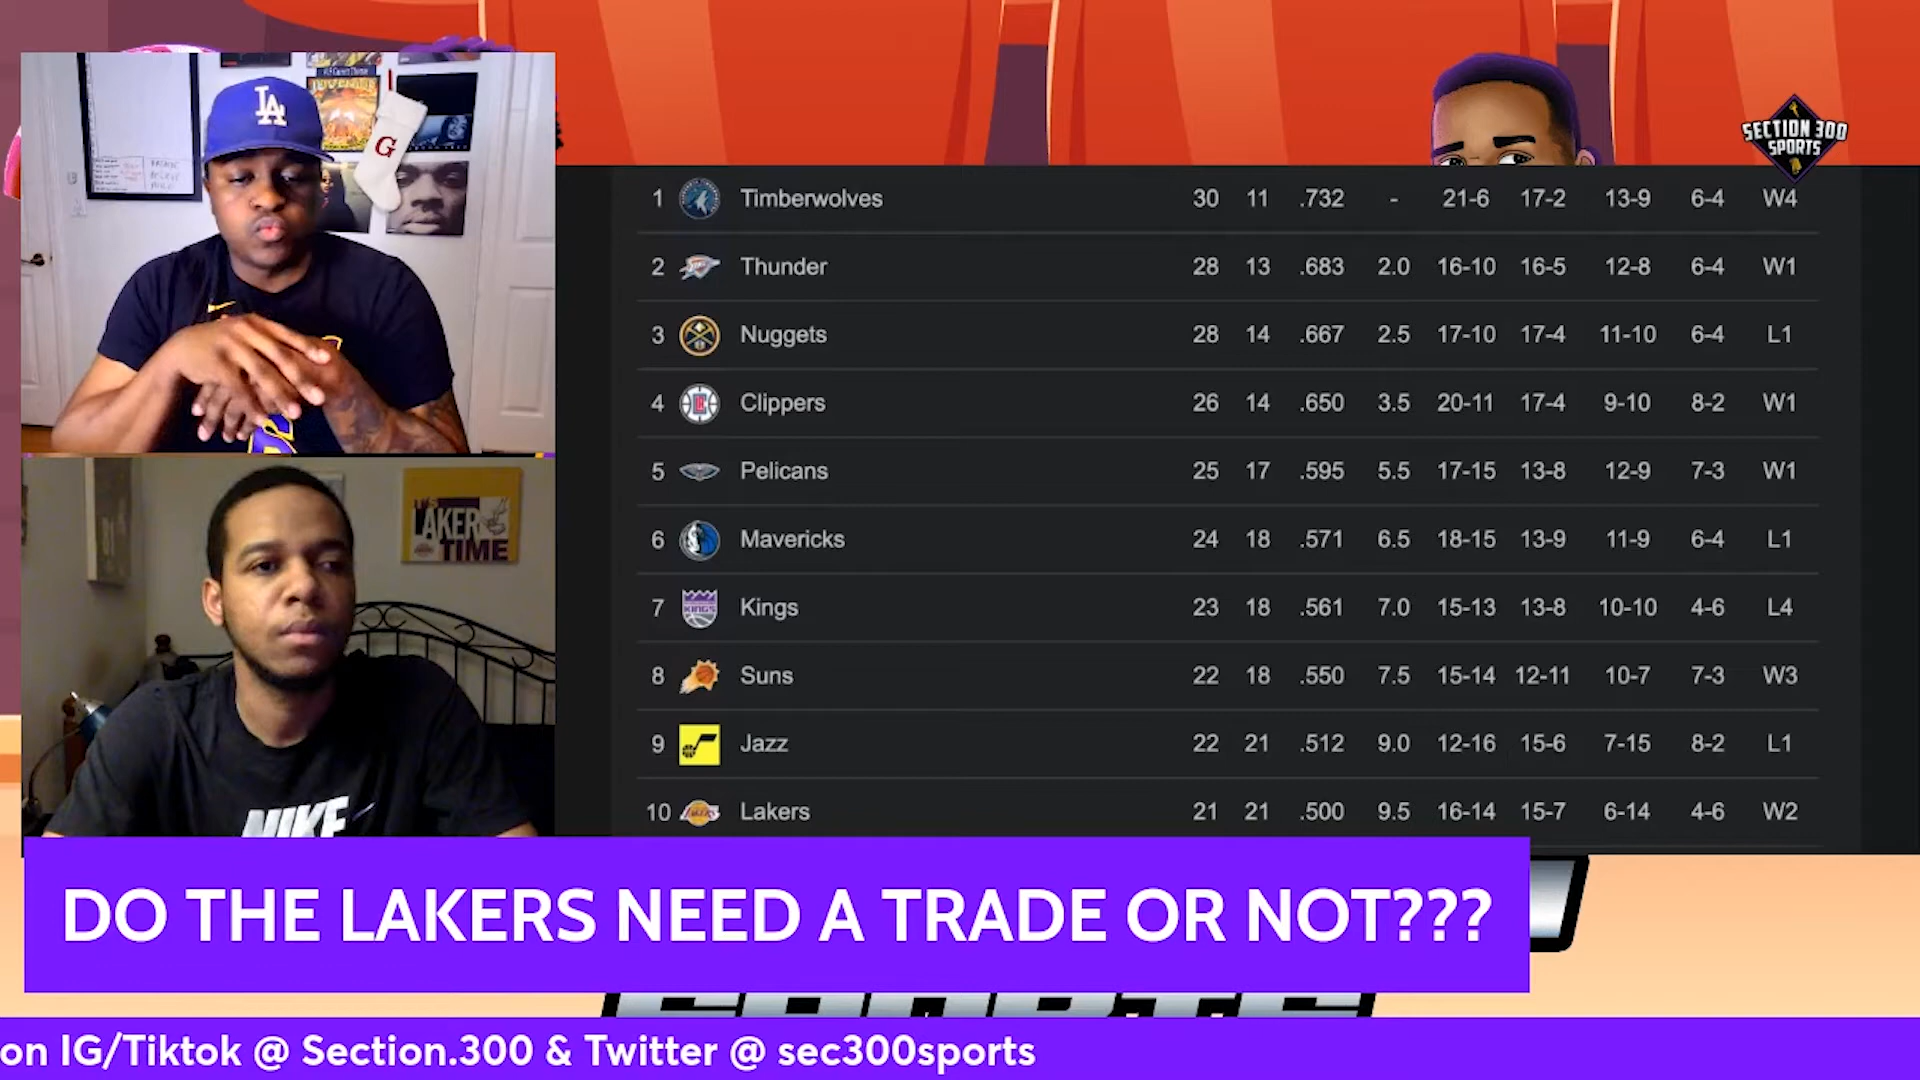 LA
JUVENILE
G
LAKER
TIME
NIKE
SECTION 300
SPORTS
1 Timberwolves 30 11 .732 - 21-6 17-2 13-9 6-4 W4
2 Thunder 28 13 .683 2.0 16-10 16-5 12-8 6-4 W1
3 Nuggets 28 14 .667 2.5 17-10 17-4 11-10 6-4 L1
4 Clippers 26 14 .650 3.5 20-11 17-4 9-10 8-2 W1
5 Pelicans 25 17 .595 5.5 17-15 13-8 12-9 7-3 W1
6 Mavericks 24 18 .571 6.5 18-15 13-9 11-9 6-4 L1
7 Kings 23 18 .561 7.0 15-13 13-8 10-10 4-6 L4
8 Suns 22 18 .550 7.5 15-14 12-11 10-7 7-3 W3
9 Jazz 22 21 .512 9.0 12-16 15-6 7-15 8-2 L1
10 Lakers 21 21 .500 9.5 16-14 15-7 6-14 4-6 W2
DO THE LAKERS NEED A TRADE OR NOT???
on IG/Tiktok @ Section.300 & Twitter @ sec300sports